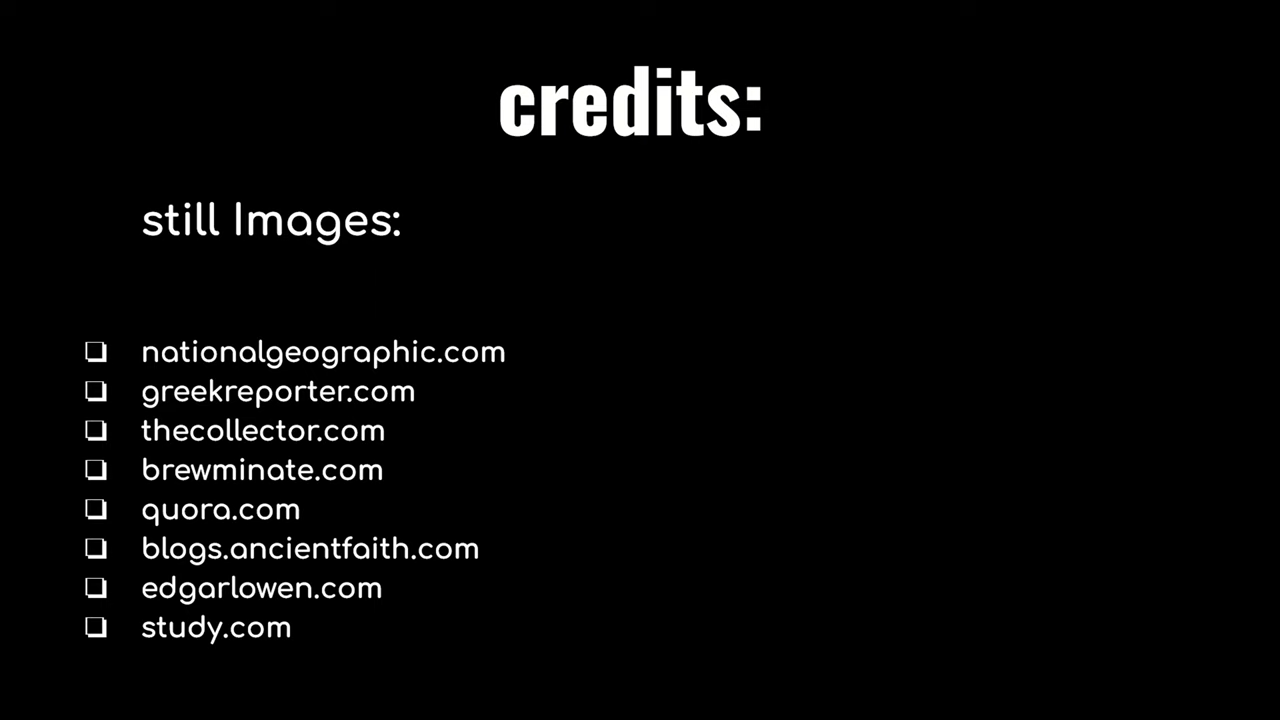 credits:
still Images:
❏ nationalgeographic.com
❏ greekreporter.com
❏ thecollector.com
❏ brewminate.com
❏ quora.com
❏ blogs.ancientfaith.com
❏ edgarlowen.com
❏ study.com